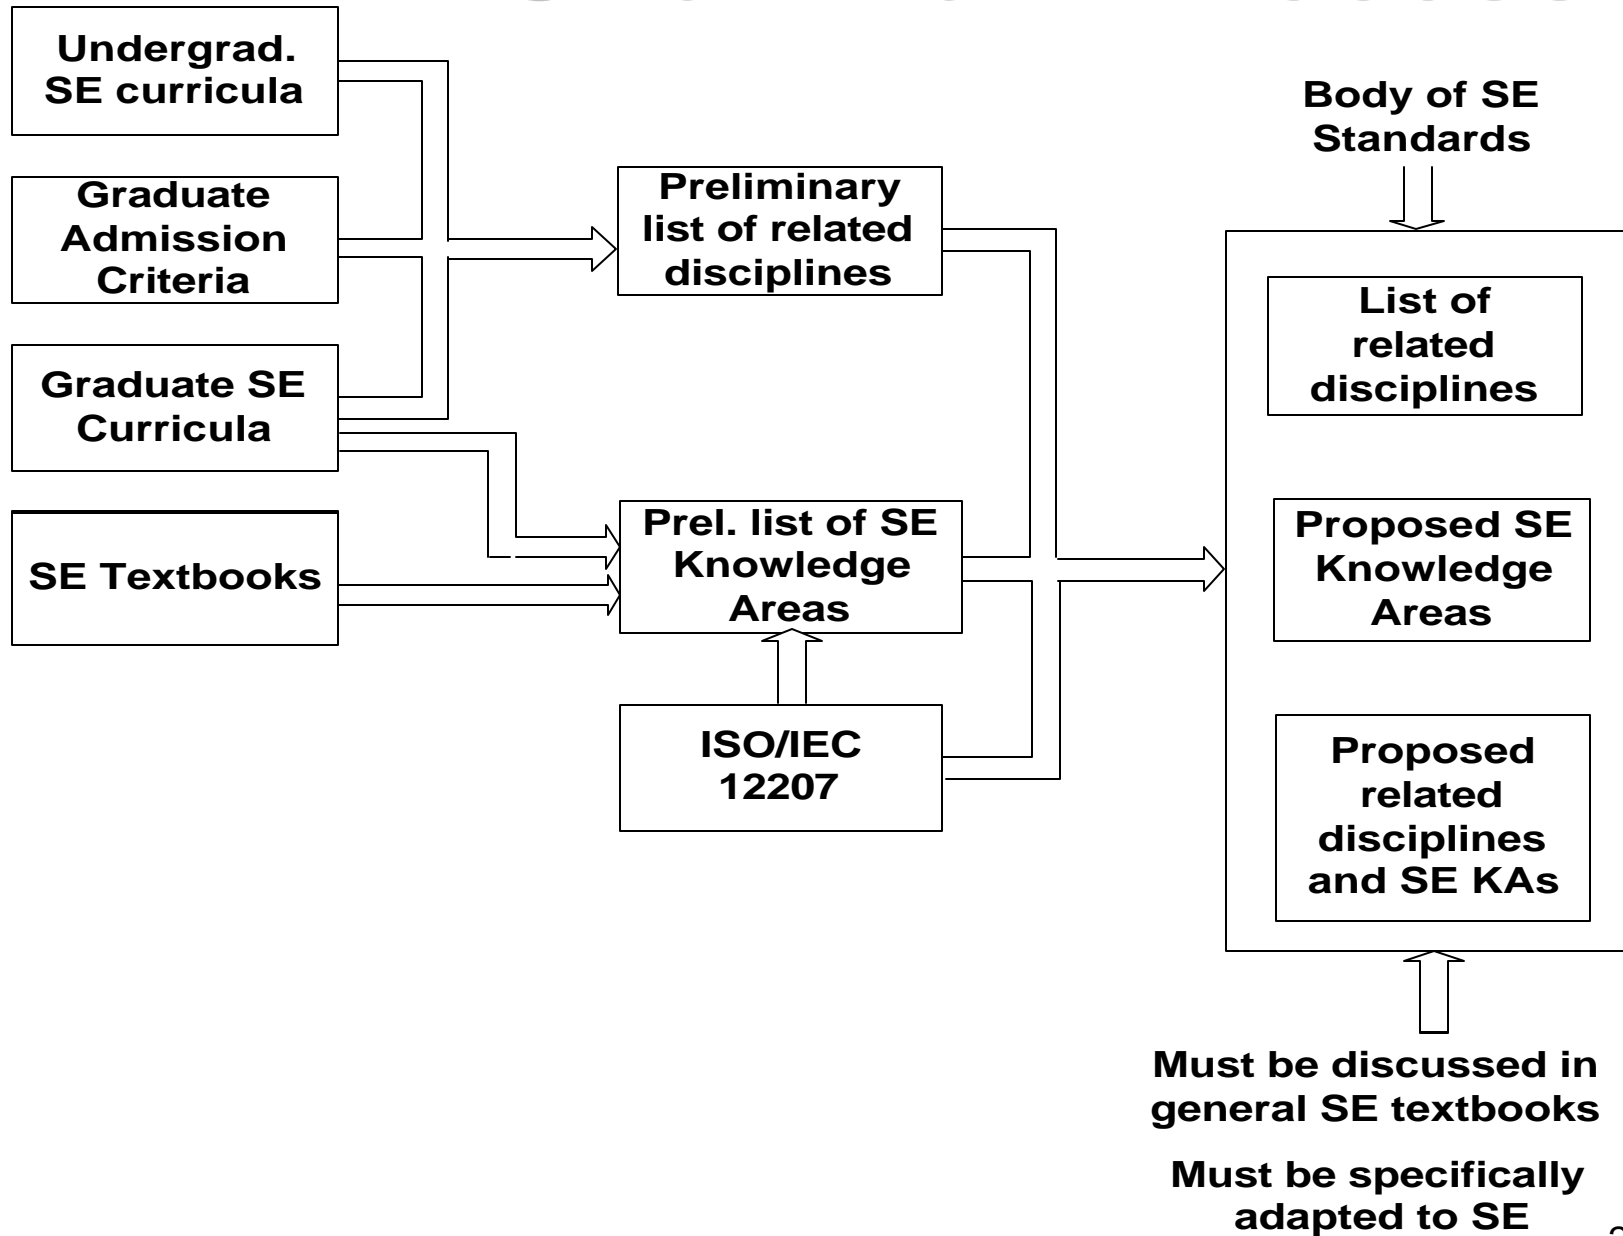 Undergrad.
SE curricula
Graduate
Admission
Criteria
Graduate SE
Curricula
SE Textbooks
Preliminary
list of related
disciplines
Prel. list of SE
Knowledge
Areas
ISO/IEC
12207
Body of SE
Standards
List of
related
disciplines
Proposed SE
Knowledge
Areas
Proposed
related
disciplines
and SE KAs
Must be discussed in
general SE textbooks
Must be specifically
adapted to SE